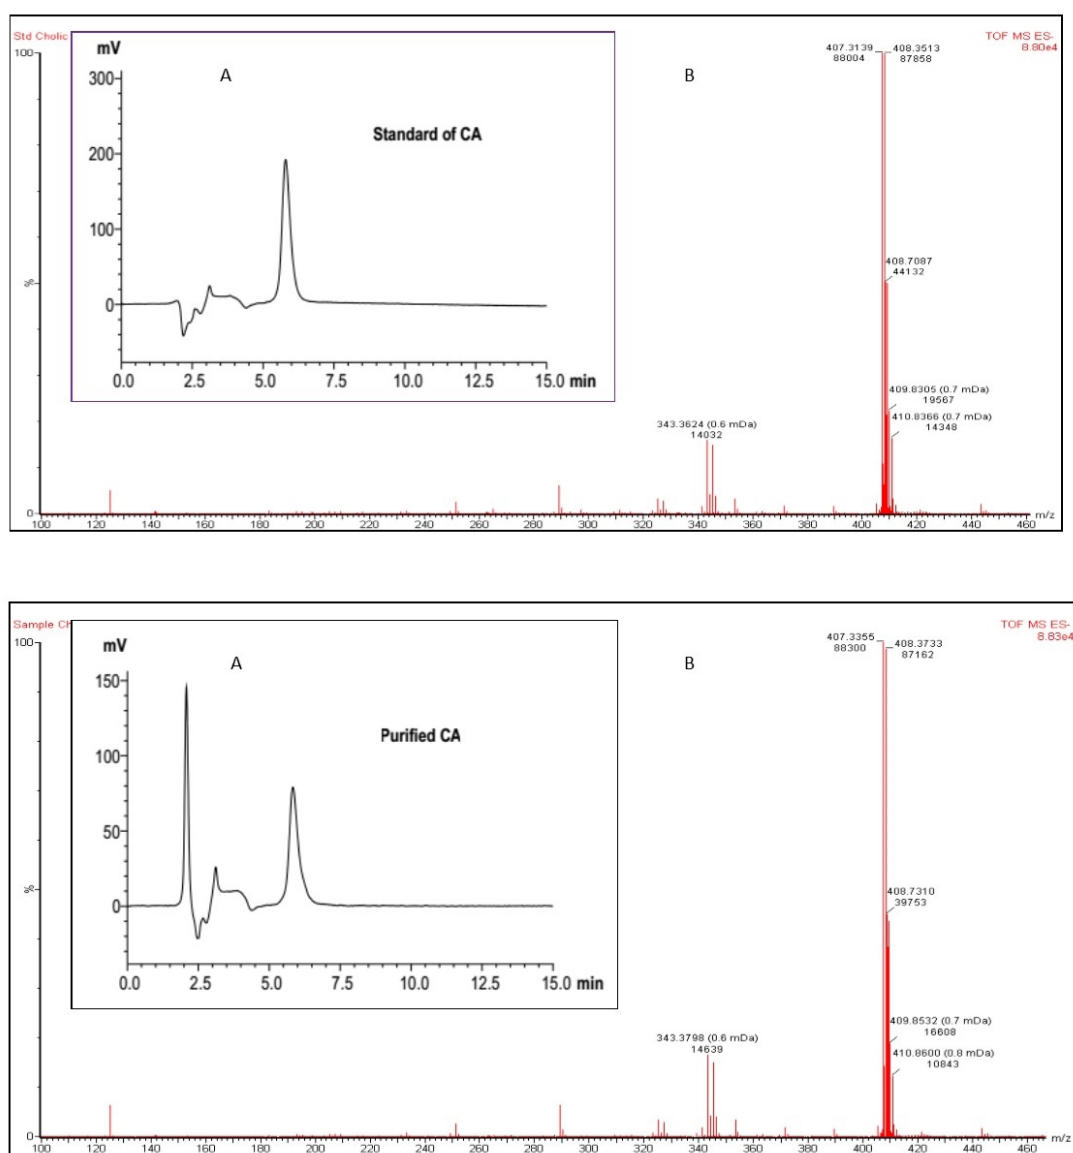 Std Cholic
TOF MS ES-
8.80e4
100
%
0
mV
A
300
200
100
0
Standard of CA
0.0 2.5 5.0 7.5 10.0 12.5 15.0 min
B
407.3139
88004
408.3513
87858
408.7087
44132
409.8305 (0.7 mDa)
19567
410.8366 (0.7 mDa)
14348
343.3624 (0.6 mDa)
14032
100 120 140 160 180 200 220 240 260 280 300 320 340 360 380 400 420 440 460 m/z
Sample Ch
TOF MS ES-
8.83e4
100
%
0
mV
A
150
100
50
0
Purified CA
0.0 2.5 5.0 7.5 10.0 12.5 15.0 min
B
407.3355
88300
408.3733
87162
408.7310
39753
409.8532 (0.7 mDa)
16608
410.8600 (0.8 mDa)
10843
343.3798 (0.6 mDa)
14639
100 120 140 160 180 200 220 240 260 280 300 320 340 360 380 400 420 440 460 m/z